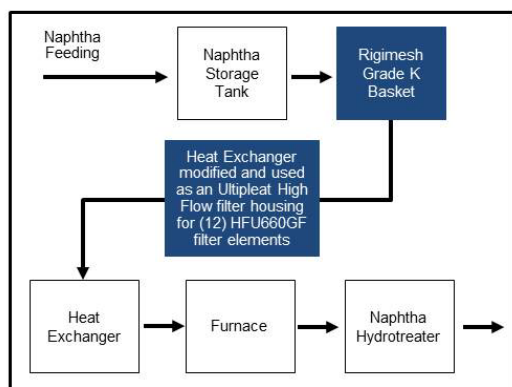 Naphtha
Feeding
Naphtha
Storage
Tank
Rigimesh
Grade K
Basket
Heat Exchanger
modified and used
as an Ultipleat High
Flow filter housing
for (12) HFU660GF
filter elements
Heat
Exchanger
Furnace
Naphtha
Hydrotreater